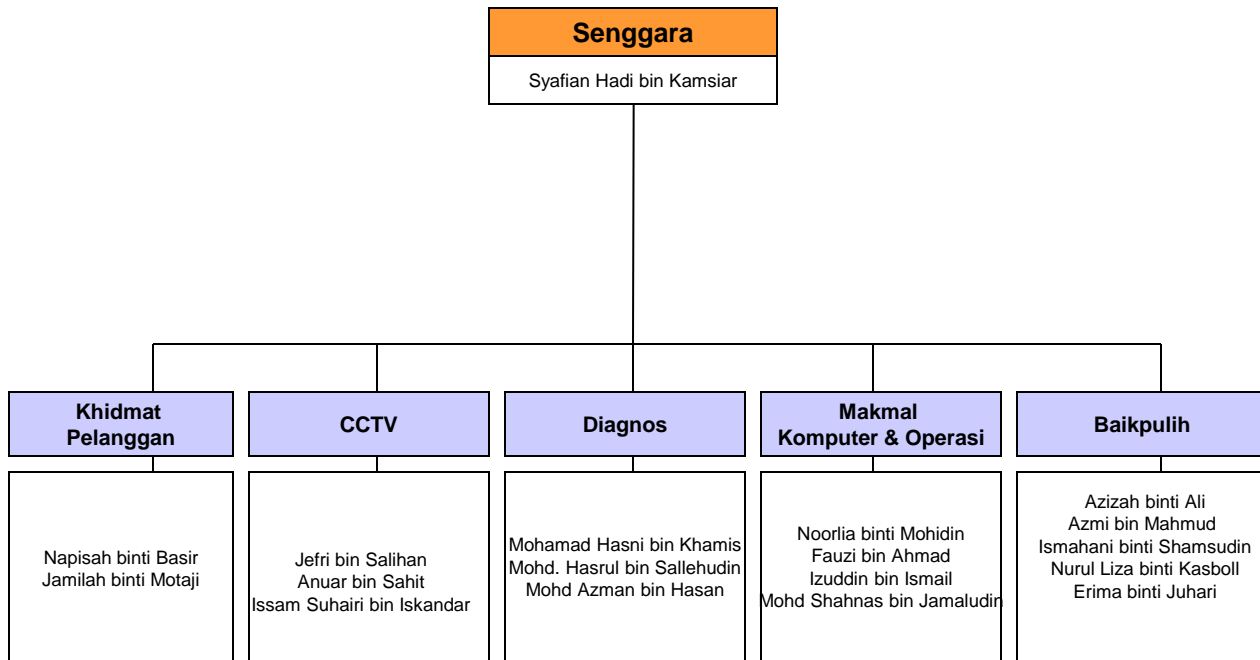 Senggara
Syafian Hadi bin Kamsiar
Khidmat
Pelanggan
CCTV
Diagnos
Makmal
Komputer & Operasi
Baikpulih
Napisah binti Basir
Jamilah binti Motaji
Jefri bin Salihan
Anuar bin Sahit
Issam Suhairi bin Iskandar
Mohamad Hasni bin Khamis
Mohd. Hasrul bin Sallehudin
Mohd Azman bin Hasan
Noorlia binti Mohidin
Fauzi bin Ahmad
Izuddin bin Ismail
Mohd Shahnas bin Jamaludin
Azizah binti Ali
Azmi bin Mahmud
Ismahani binti Shamsudin
Nurul Liza binti Kasboll
Erima binti Juhari